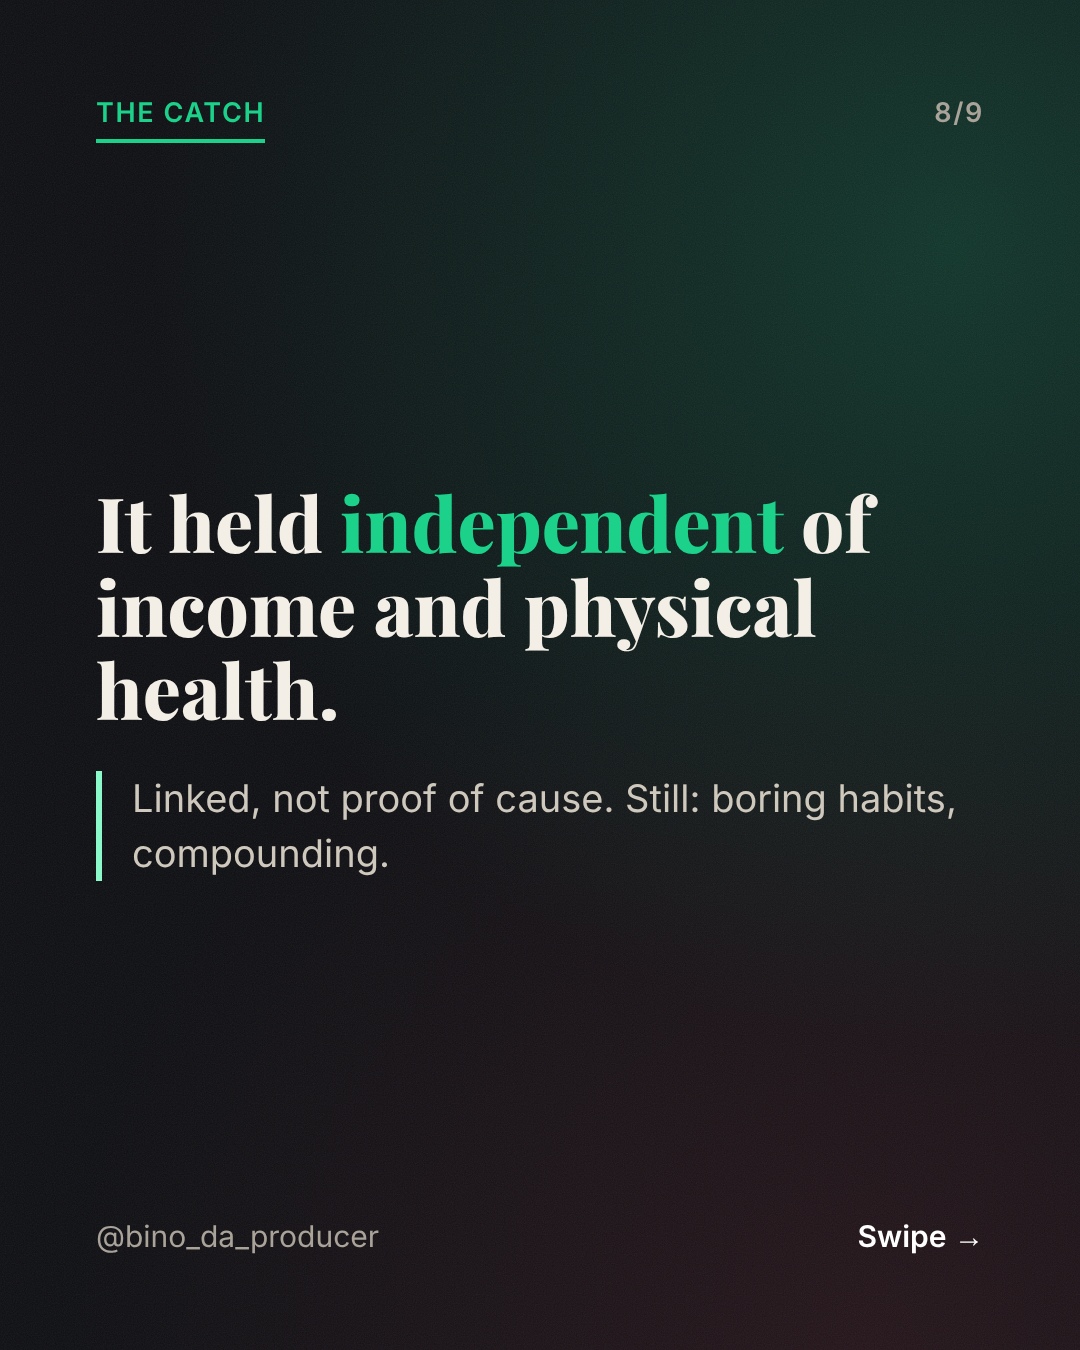 THE CATCH
8/9
It held independent of
income and physical
health.
Linked, not proof of cause. Still: boring habits,
compounding.
@bino_da_producer
Swipe →